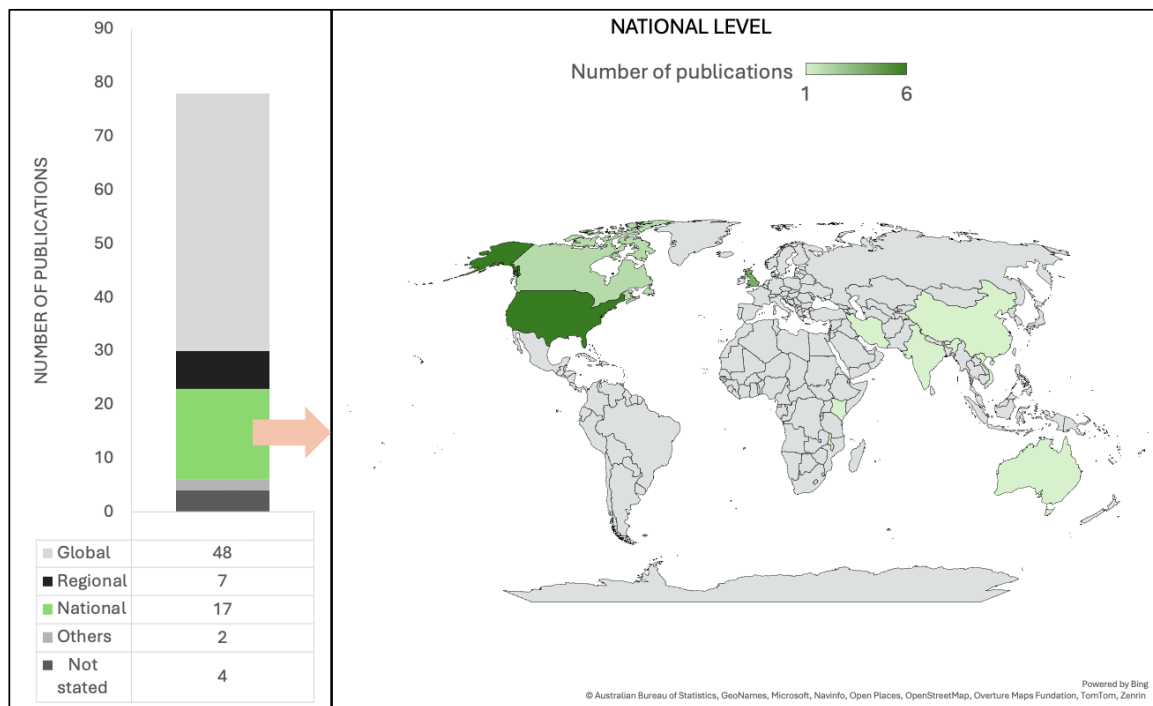 90
80
70
60
50
40
30
20
10
0
NUMBER OF PUBLICATIONS
Global 48
Regional 7
National 17
Others 2
Not
stated 4
NATIONAL LEVEL
Number of publications
1 6
Powered by Bing
© Australian Bureau of Statistics, GeoNames, Microsoft, Navinfo, Open Places, OpenStreetMap, Overture Maps Fundation, TomTom, Zenrin